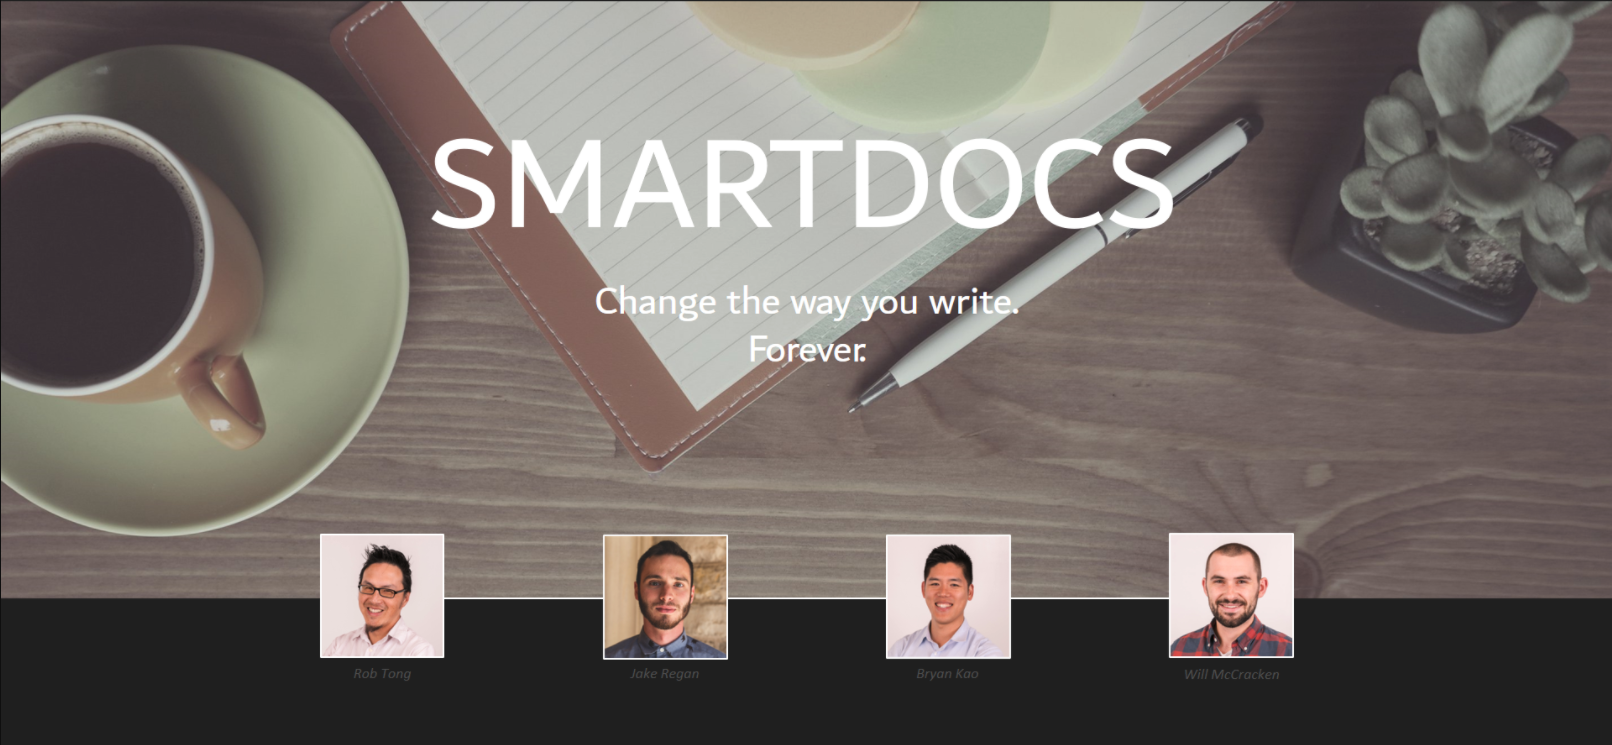 SMARTDOCS
Change the way you write.
Forever.
Rob Tong
Jake Regan
Bryan Kao
Will McCracken